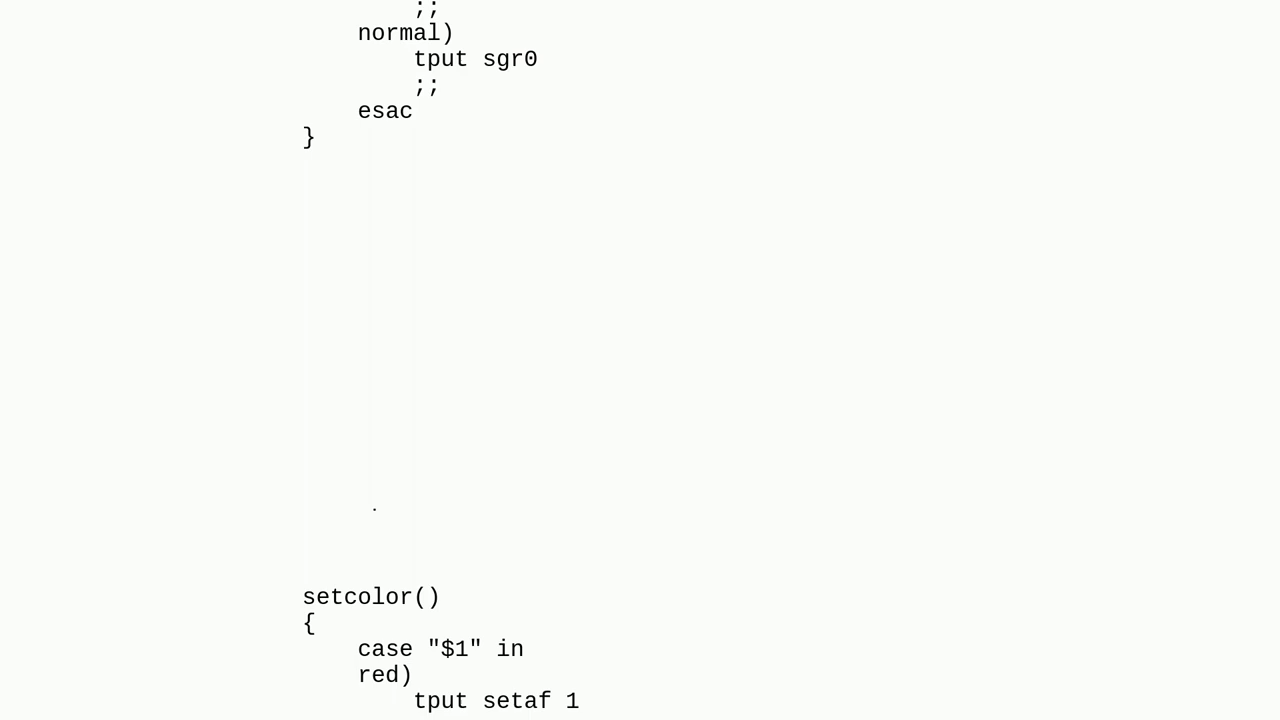 ;;
normal)
tput sgr0
;;
esac
}
.
setcolor()
{
case "$1" in
red)
tput setaf 1